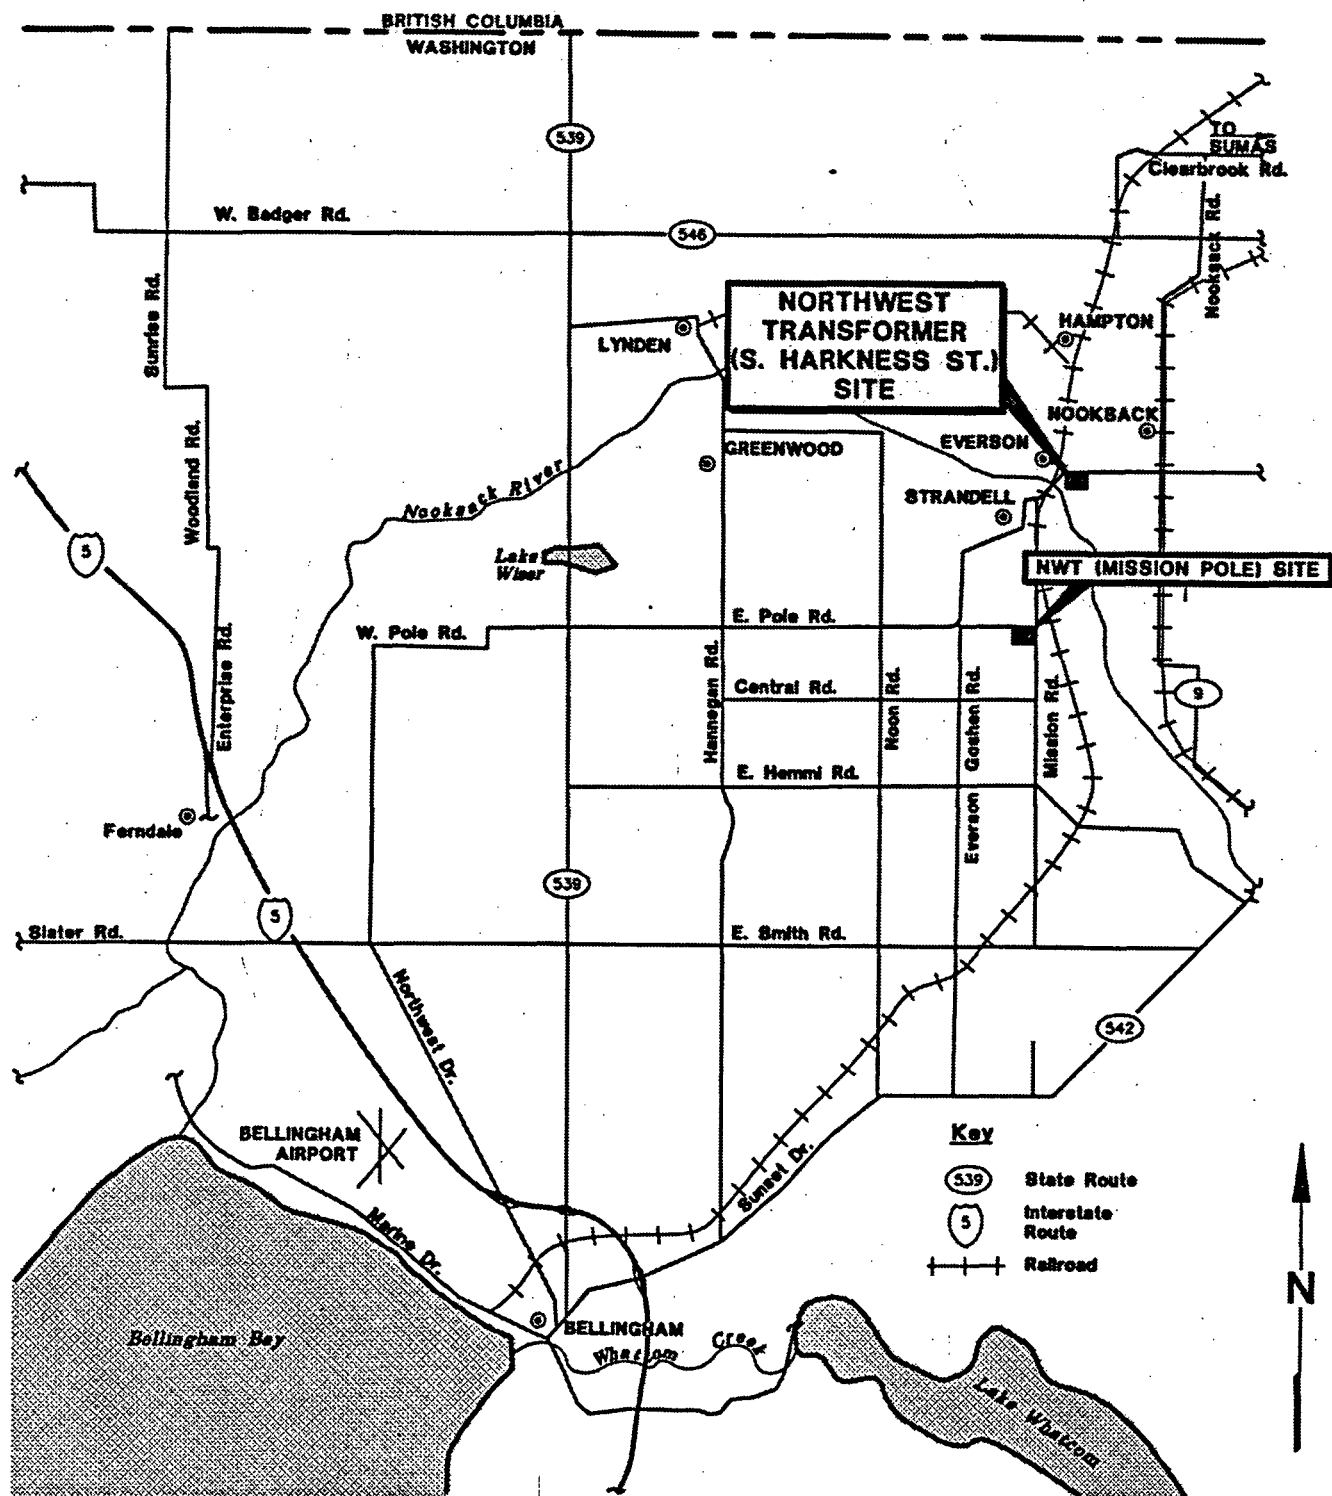 BRITISH COLUMBIA
WASHINGTON
539
TO
SUMAS
Clearbrook Rd.
W. Badger Rd.
546
Nooksack Rd.
Sunrise Rd.
NORTHWEST
TRANSFORMER
(S. HARKNESS ST.)
SITE
HAMPTON
LYNDEN
NOOKSACK
EVERSON
GREENWOOD
Woodland Rd.
Nooksack River
STRANDELL
5
Lake
Wiser
NWT (MISSION POLE) SITE
E. Pole Rd.
W. Pole Rd.
Enterprise Rd.
Hannegan Rd.
Central Rd.
Noon Rd.
Everson Goshen Rd.
Mission Rd.
9
E. Hemmi Rd.
Ferndale
539
5
Slater Rd.
E. Smith Rd.
Northwest Dr.
542
BELLINGHAM
AIRPORT
Key
539 State Route
5 Interstate
Route
Railroad
Sunset Dr.
Marine Dr.
N
Bellingham Bay
BELLINGHAM
Whatcom Creek
Lake Whatcom